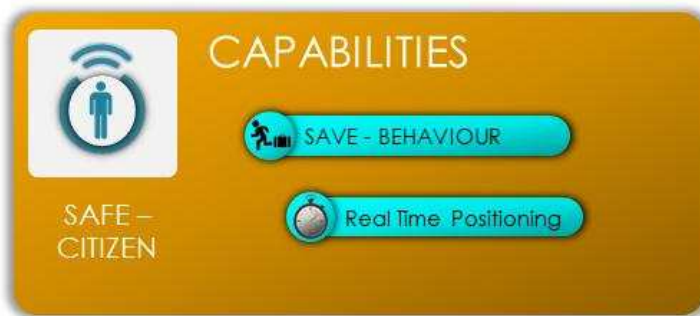 CAPABILITIES
SAVE - BEHAVIOUR
Real Time Positioning
SAFE –
CITIZEN